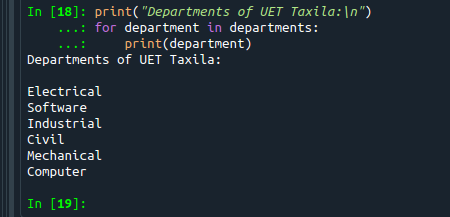 In [18]: print("Departments of UET Taxila:\n")
    ...: for department in departments:
    ...:     print(department)
Departments of UET Taxila:

Electrical
Software
Industrial
Civil
Mechanical
Computer

In [19]: